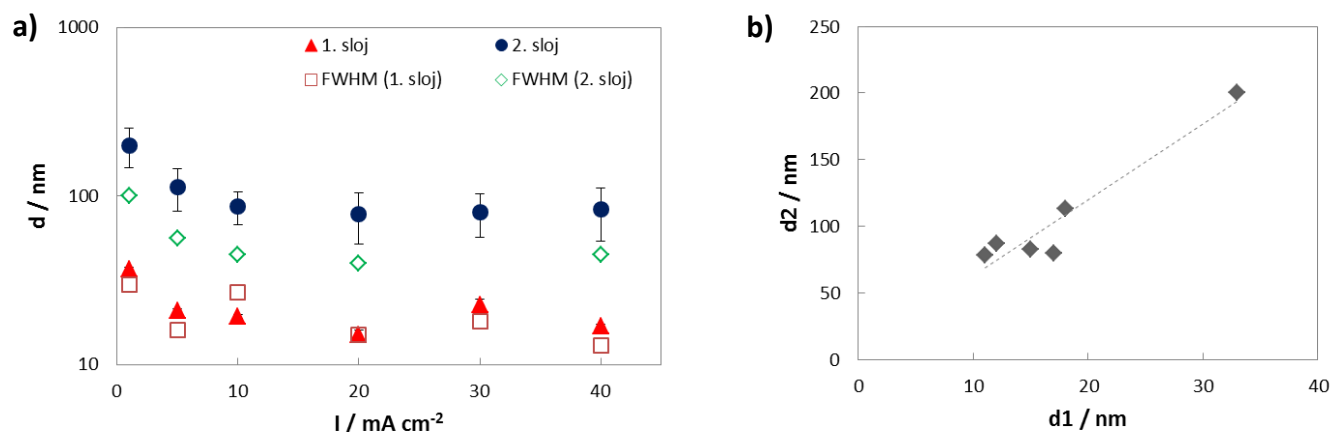 a)
1000
100
10
d / nm
1. sloj
2. sloj
FWHM (1. sloj)
FWHM (2. sloj)
0
10
20
30
40
I / mA cm⁻²
b)
250
200
150
100
50
0
d2 / nm
0
10
20
30
40
d1 / nm